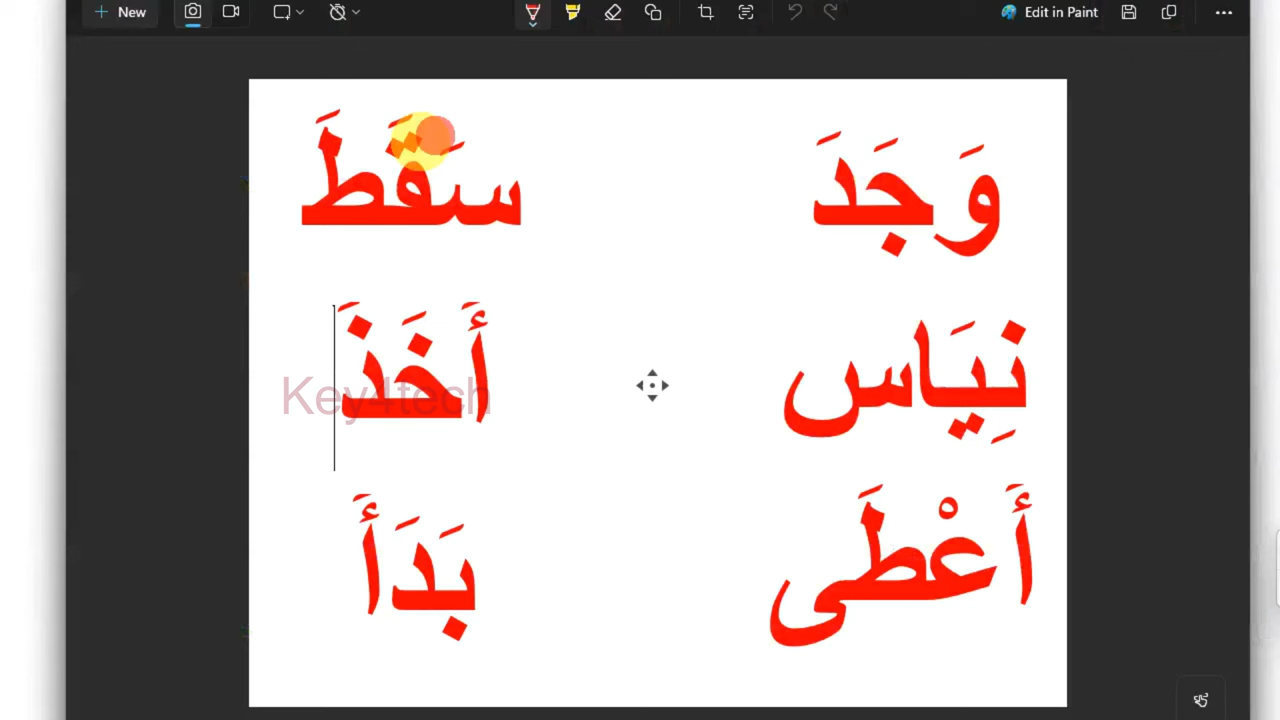 New
Edit in Paint
وَجَدَ سَقَطَ
نِيَاس أَخَذَ
أَعْطَى بَدَأَ
Key4tech